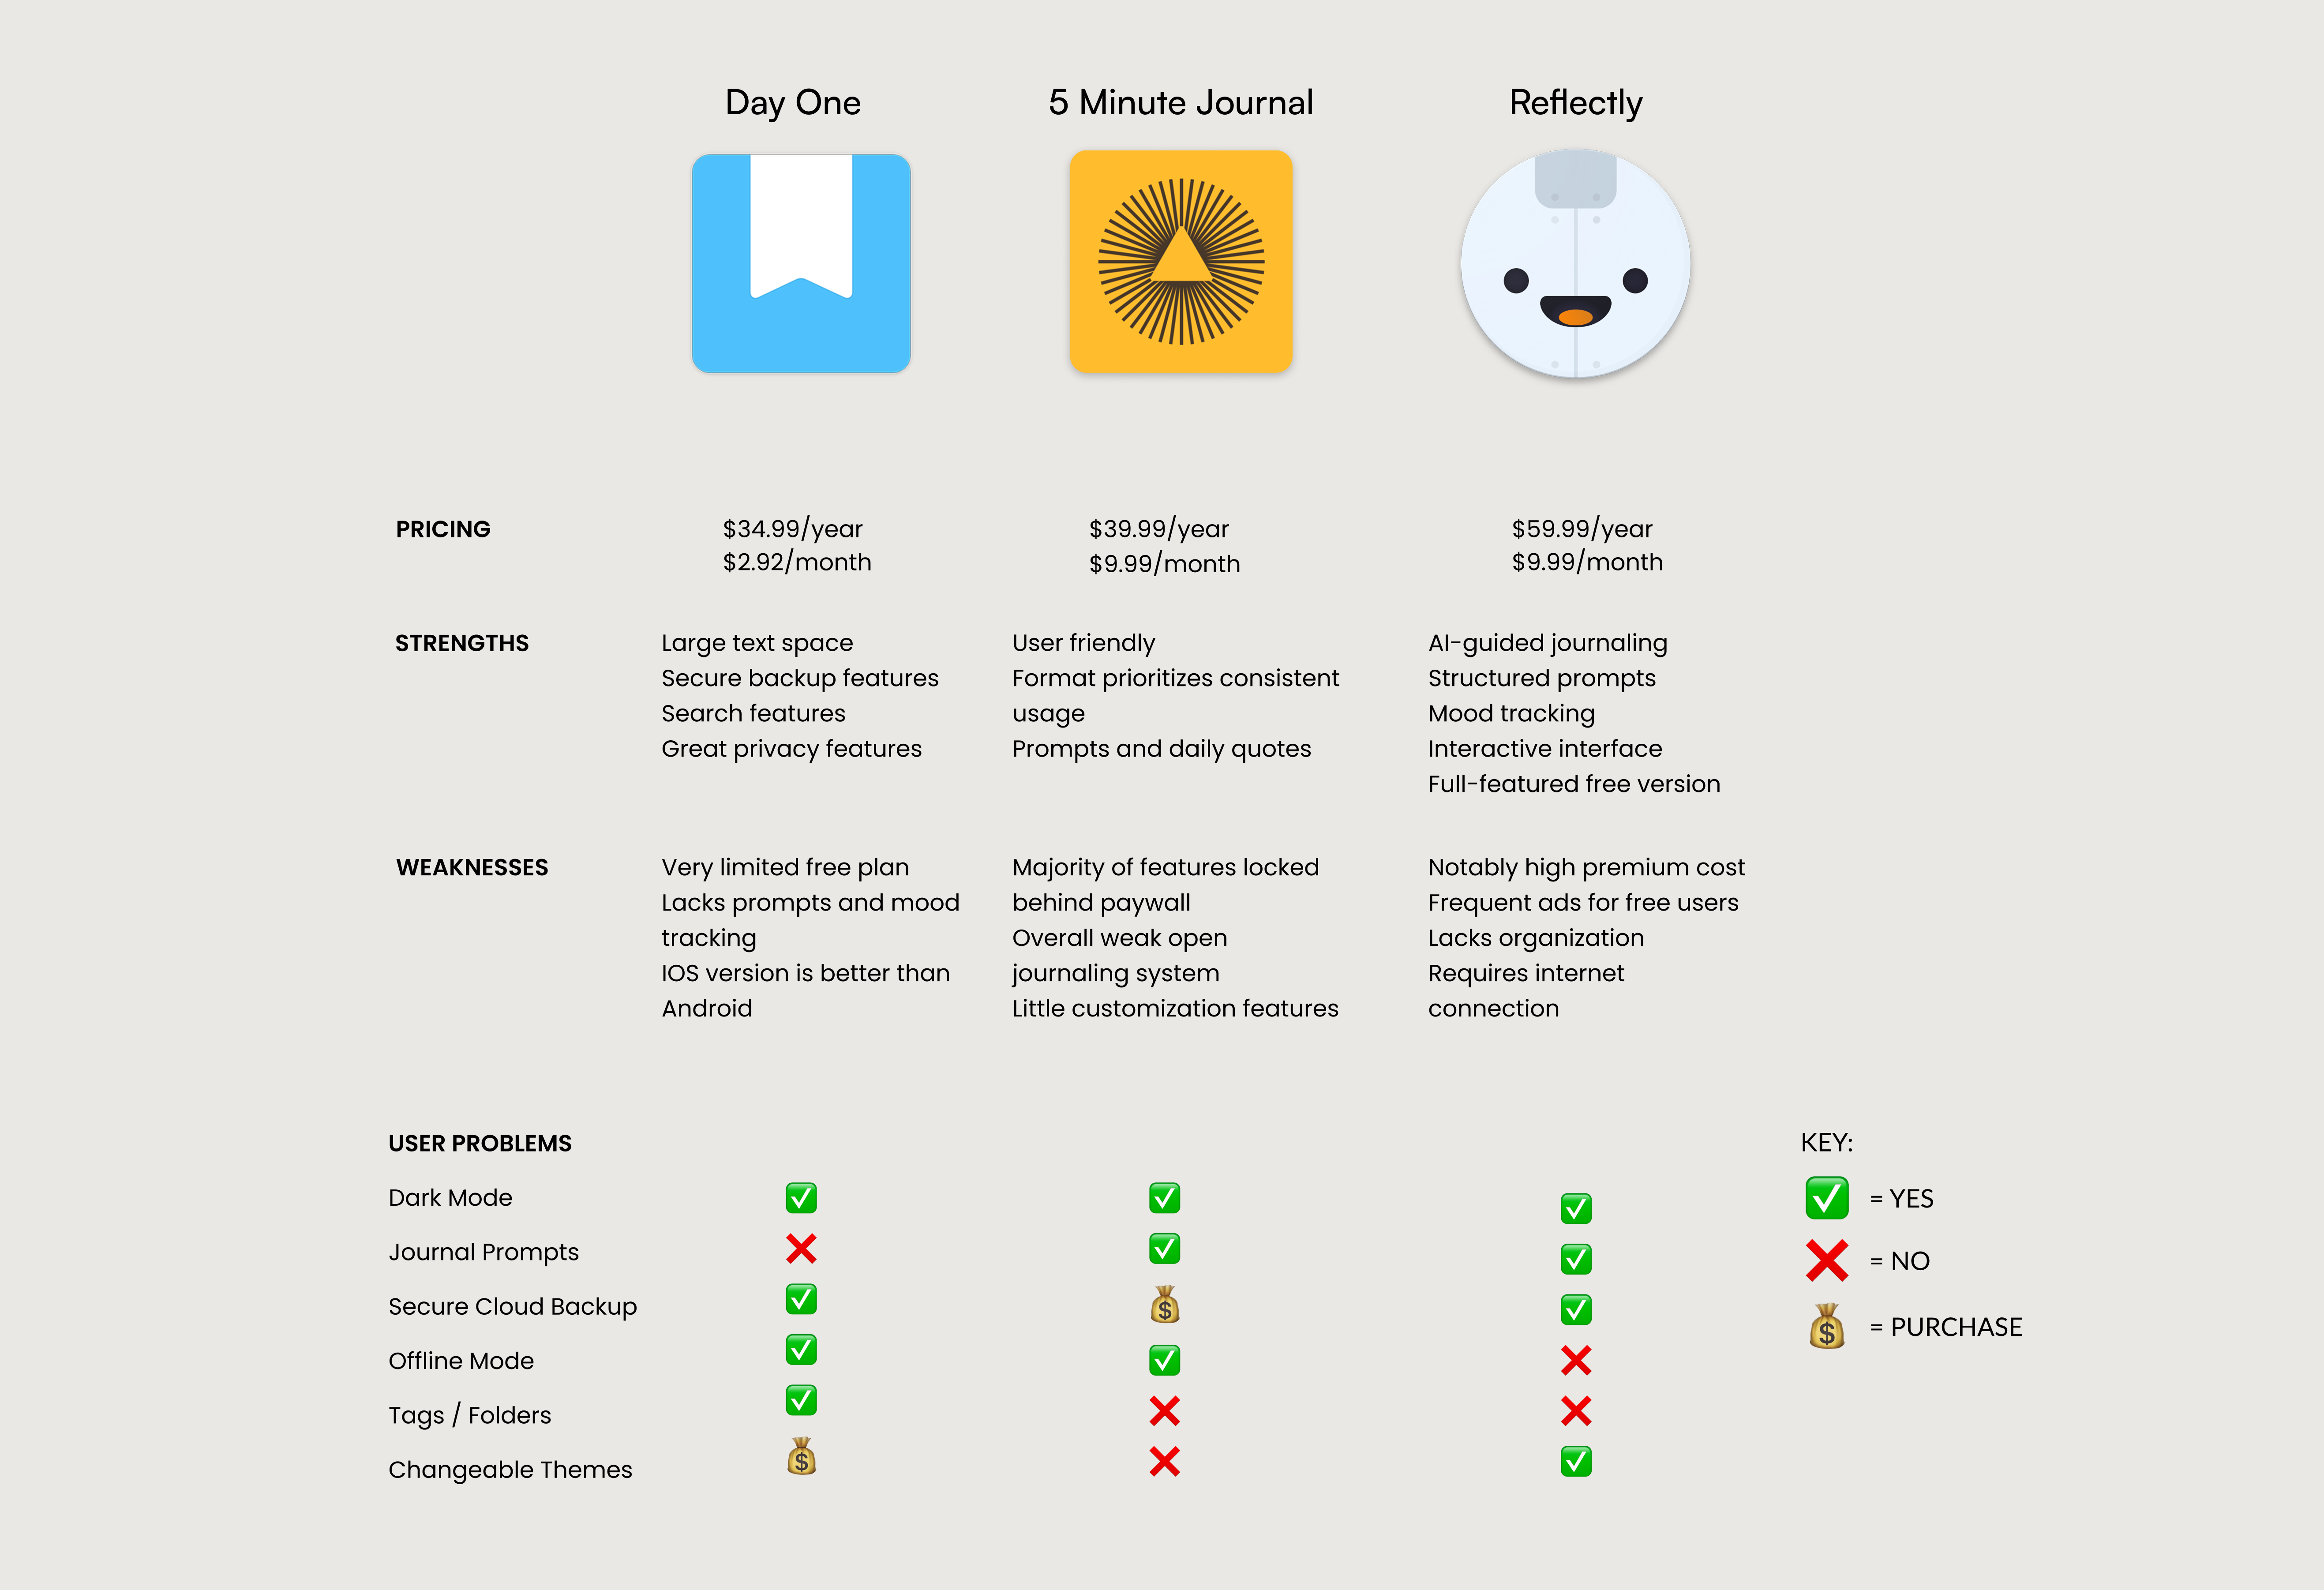 Day One
5 Minute Journal
Reflectly
PRICING
$34.99/year
$2.92/month
$39.99/year
$9.99/month
$59.99/year
$9.99/month
STRENGTHS
Large text space
Secure backup features
Search features
Great privacy features
User friendly
Format prioritizes consistent
usage
Prompts and daily quotes
AI-guided journaling
Structured prompts
Mood tracking
Interactive interface
Full-featured free version
WEAKNESSES
Very limited free plan
Lacks prompts and mood
tracking
IOS version is better than
Android
Majority of features locked
behind paywall
Overall weak open
journaling system
Little customization features
Notably high premium cost
Frequent ads for free users
Lacks organization
Requires internet
connection
USER PROBLEMS
Dark Mode
Journal Prompts
Secure Cloud Backup
Offline Mode
Tags / Folders
Changeable Themes
KEY:
= YES
= NO
= PURCHASE